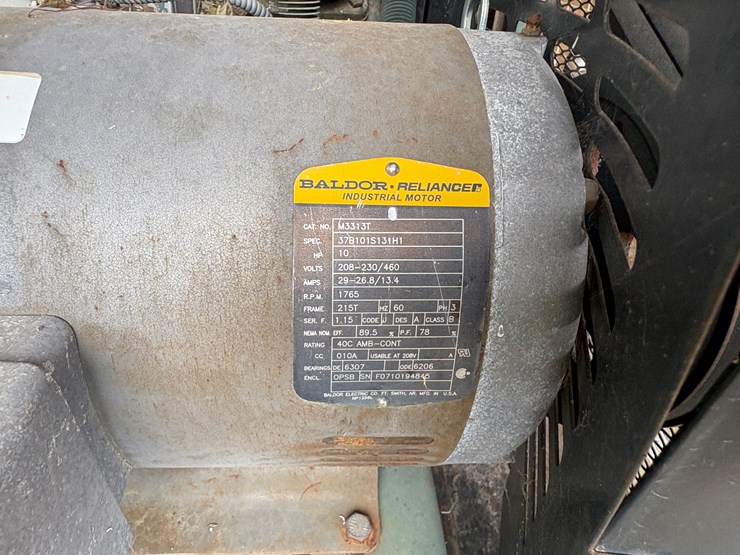 BALDOR • RELIANCE
INDUSTRIAL MOTOR
CAT. NO. M3313T
SPEC. 37B101S131H1
HP 10
VOLTS 208-230/460
AMPS 29-26.8/13.4
R.P.M. 1765
FRAME 215T HZ 60 PH 3
SER. F. 1.15 CODE J DES A CLASS B
NEMA NOM. EFF. 89.5 % P.F. 78 %
RATING 40C AMB-CONT
CC 010A USABLE AT 208V A
BEARINGS DE 6307 ODE 6206
ENCL. OPSB SN F0710194845
BALDOR ELECTRIC CO. FT. SMITH, AR. MFG. IN U.S.A.